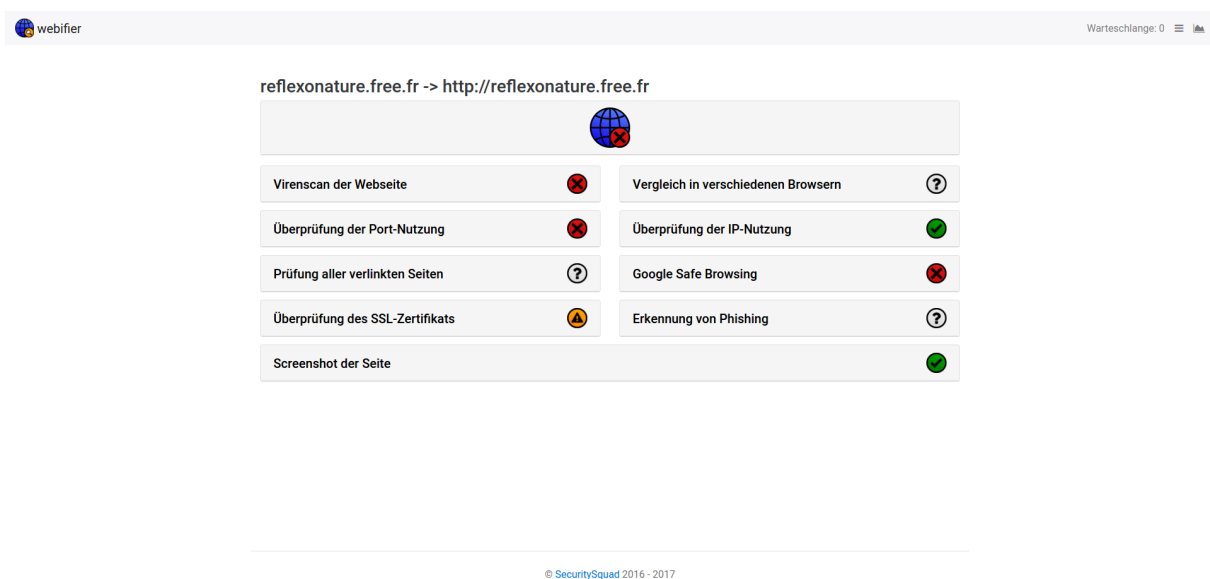 webifier
Warteschlange: 0
reflexonature.free.fr -> http://reflexonature.free.fr
Virenscan der Webseite
Vergleich in verschiedenen Browsern
Überprüfung der Port-Nutzung
Überprüfung der IP-Nutzung
Prüfung aller verlinkten Seiten
Google Safe Browsing
Überprüfung des SSL-Zertifikats
Erkennung von Phishing
Screenshot der Seite
© SecuritySquad 2016 - 2017